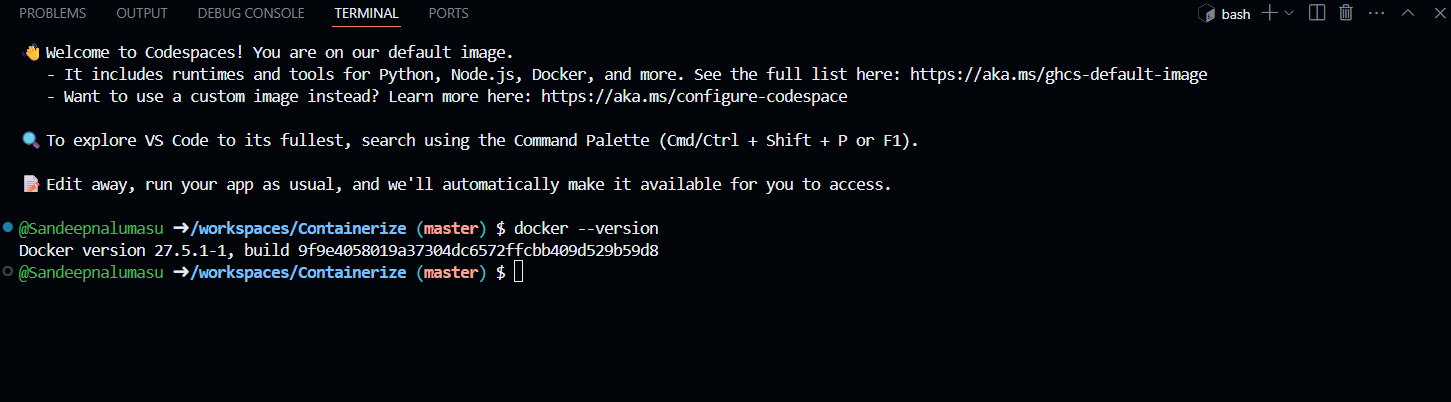 PROBLEMS OUTPUT DEBUG CONSOLE TERMINAL PORTS bash
👋 Welcome to Codespaces! You are on our default image.
- It includes runtimes and tools for Python, Node.js, Docker, and more. See the full list here: https://aka.ms/ghcs-default-image
- Want to use a custom image instead? Learn more here: https://aka.ms/configure-codespace
🔍 To explore VS Code to its fullest, search using the Command Palette (Cmd/Ctrl + Shift + P or F1).
📝 Edit away, run your app as usual, and we'll automatically make it available for you to access.
@Sandeepnalumasu ➜/workspaces/Containerize (master) $ docker --version
Docker version 27.5.1-1, build 9f9e4058019a37304dc6572ffcbb409d529b59d8
@Sandeepnalumasu ➜/workspaces/Containerize (master) $